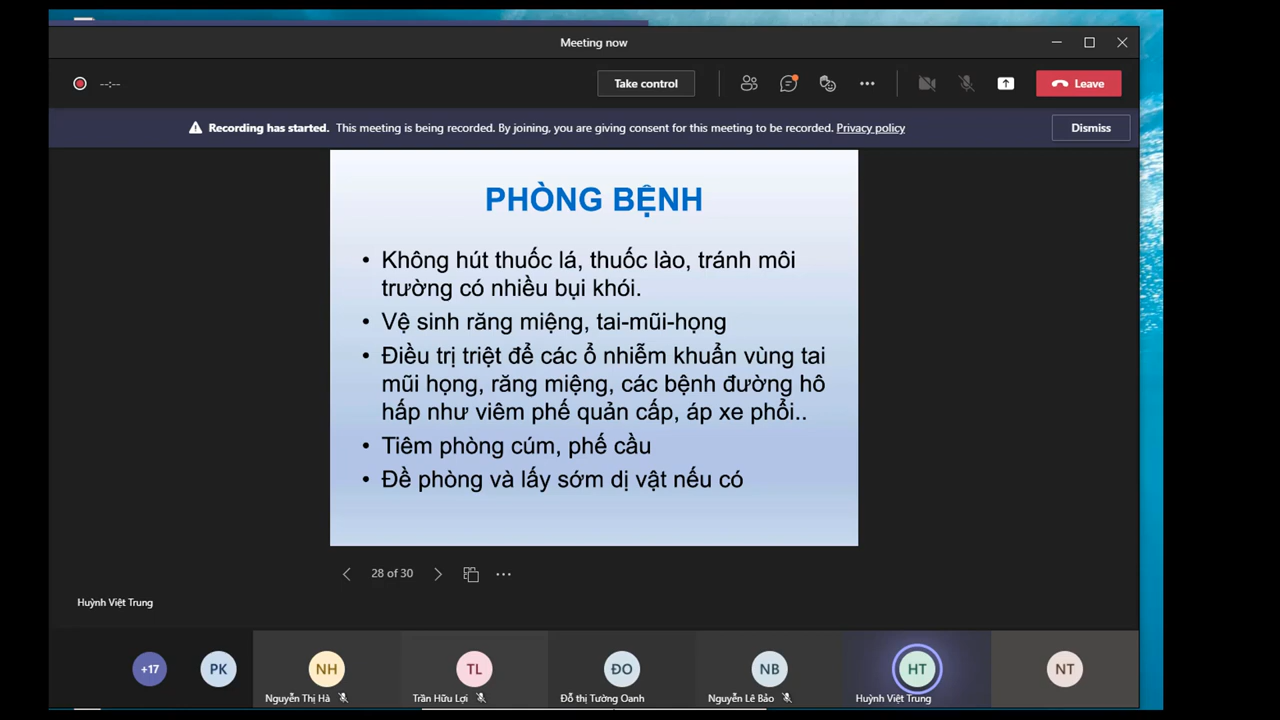 Meeting now
--:--
Take control
Leave
Recording has started. This meeting is being recorded. By joining, you are giving consent for this meeting to be recorded. Privacy policy
Dismiss
PHÒNG BỆNH
• Không hút thuốc lá, thuốc lào, tránh môi
trường có nhiều bụi khói.
• Vệ sinh răng miệng, tai-mũi-họng
• Điều trị triệt để các ổ nhiễm khuẩn vùng tai
mũi họng, răng miệng, các bệnh đường hô
hấp như viêm phế quản cấp, áp xe phổi..
• Tiêm phòng cúm, phế cầu
• Đề phòng và lấy sớm dị vật nếu có
28 of 30
Huỳnh Việt Trung
+17
PK
NH
TL
ĐO
NB
HT
NT
Nguyễn Thị Hà
Trần Hữu Lợi
Đỗ thị Tường Oanh
Nguyễn Lê Bảo
Huỳnh Việt Trung